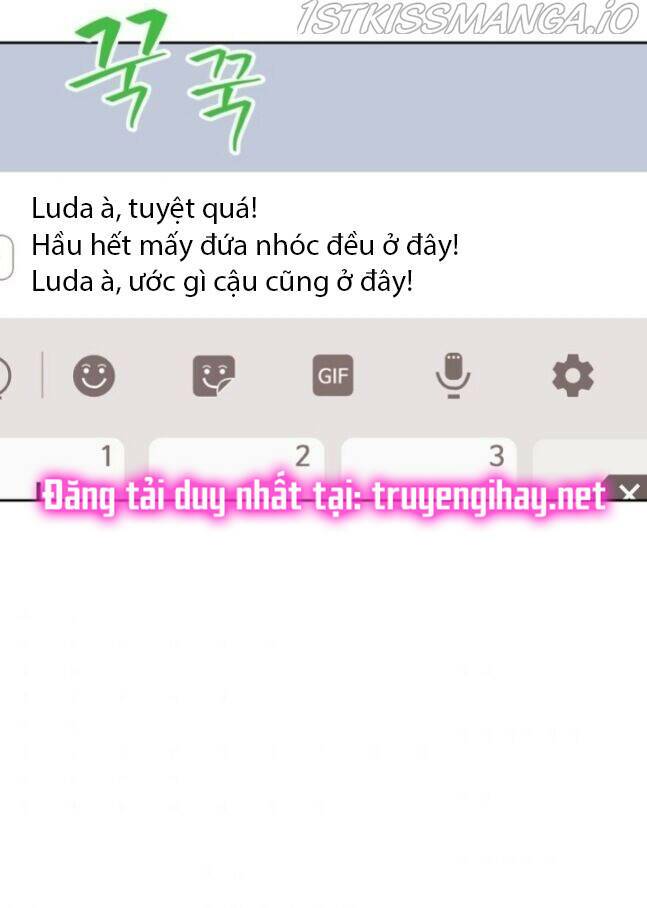 1STKISSMANGA.iO
꾹 꾹
Luda à, tuyệt quá!
Hầu hết mấy đứa nhóc đều ở đây!
Luda à, ước gì cậu cũng ở đây!
GIF
1 2 3
Đăng tải duy nhất tại: truyengihay.net